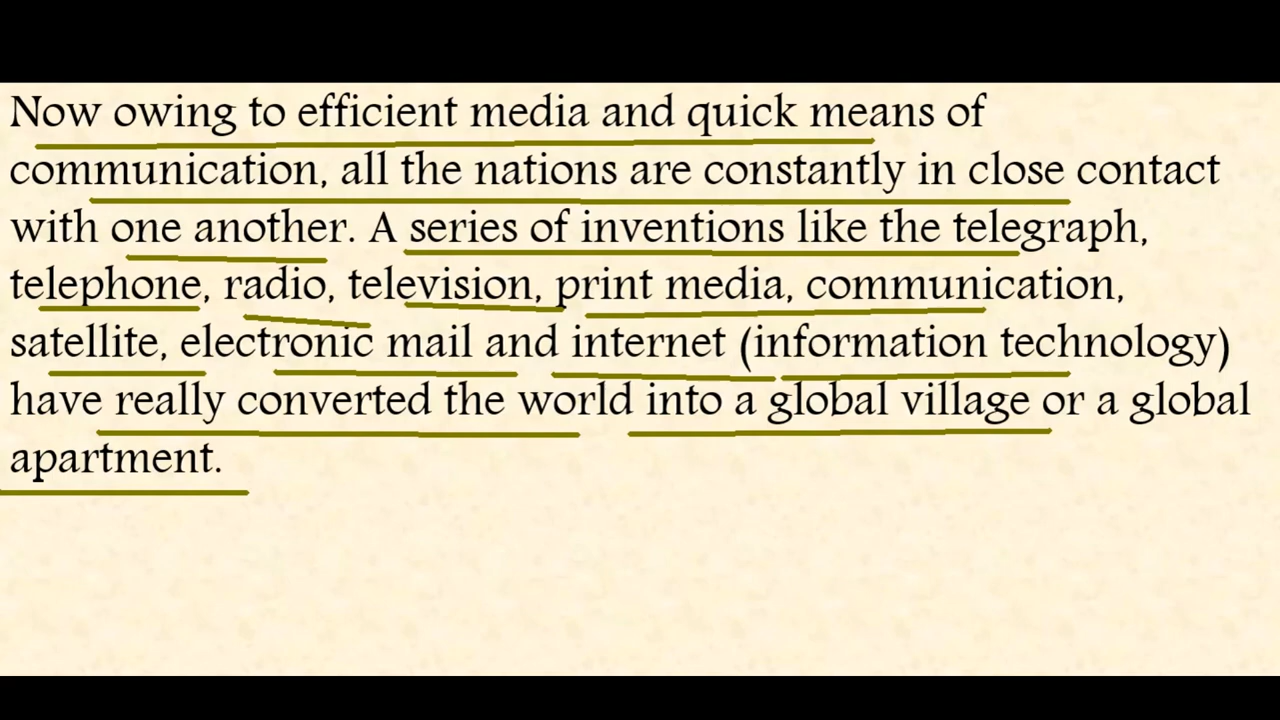 Now owing to efficient media and quick means of
communication, all the nations are constantly in close contact
with one another. A series of inventions like the telegraph,
telephone, radio, television, print media, communication,
satellite, electronic mail and internet (information technology)
have really converted the world into a global village or a global
apartment.